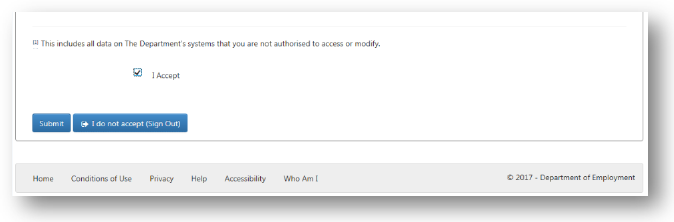 [1] This includes all data on The Department's systems that you are not authorised to access or modify.
I Accept
Submit I do not accept (Sign Out)
Home Conditions of Use Privacy Help Accessibility Who Am I © 2017 - Department of Employment